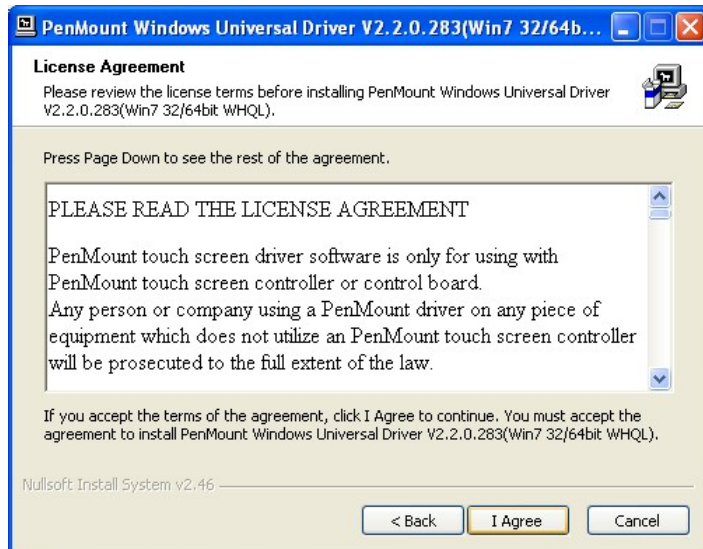 PenMount Windows Universal Driver V2.2.0.283(Win7 32/64b...
License Agreement
Please review the license terms before installing PenMount Windows Universal Driver
V2.2.0.283(Win7 32/64bit WHQL).
Press Page Down to see the rest of the agreement.
PLEASE READ THE LICENSE AGREEMENT
PenMount touch screen driver software is only for using with
PenMount touch screen controller or control board.
Any person or company using a PenMount driver on any piece of
equipment which does not utilize an PenMount touch screen controller
will be prosecuted to the full extent of the law.
If you accept the terms of the agreement, click I Agree to continue. You must accept the
agreement to install PenMount Windows Universal Driver V2.2.0.283(Win7 32/64bit WHQL).
Nullsoft Install System v2.46
< Back
I Agree
Cancel